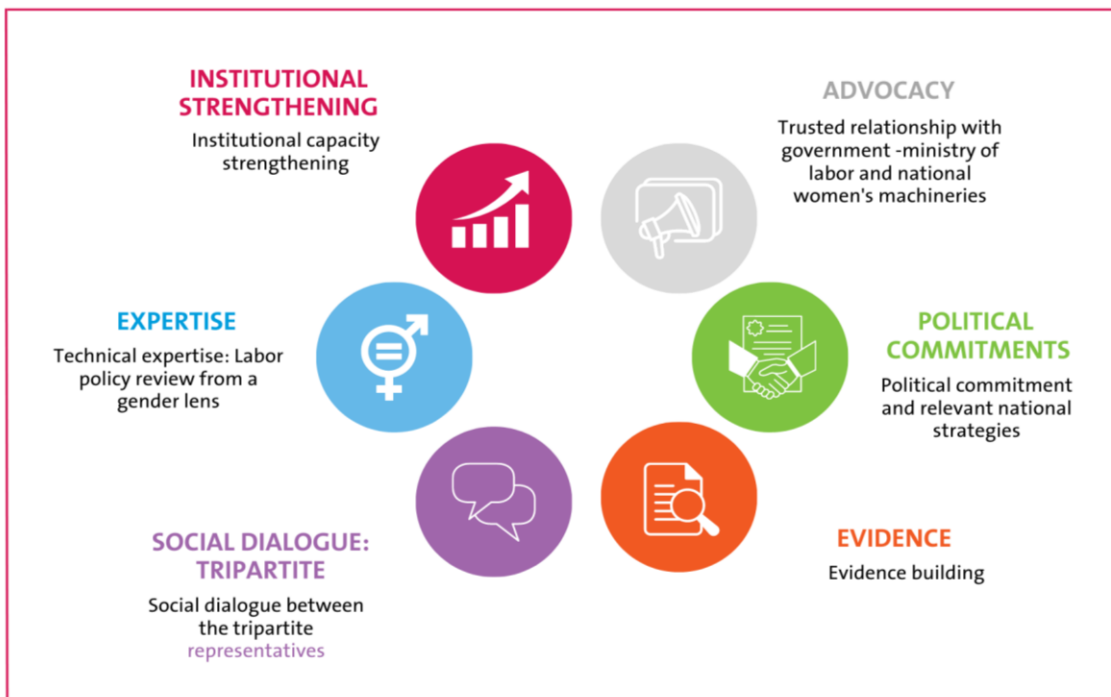 INSTITUTIONAL
STRENGTHENING
Institutional capacity
strengthening
ADVOCACY
Trusted relationship with
government -ministry of
labor and national
women's machineries
EXPERTISE
Technical expertise: Labor
policy review from a
gender lens
POLITICAL
COMMITMENTS
Political commitment
and relevant national
strategies
SOCIAL DIALOGUE:
TRIPARTITE
Social dialogue between
the tripartite
representatives
EVIDENCE
Evidence building